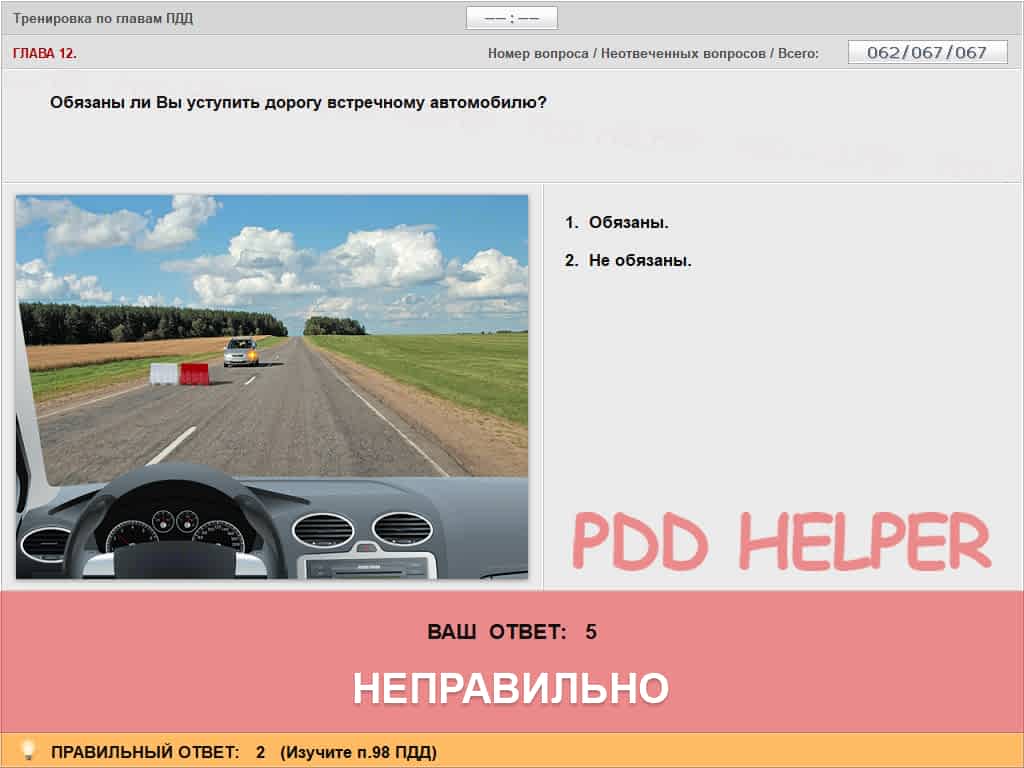 Тренировка по главам ПДД
—— : ——
ГЛАВА 12.
Номер вопроса / Неотвеченных вопросов / Всего:
062/067/067
Обязаны ли Вы уступить дорогу встречному автомобилю?
1. Обязаны.
2. Не обязаны.
PDD HELPER
ВАШ ОТВЕТ: 5
НЕПРАВИЛЬНО
ПРАВИЛЬНЫЙ ОТВЕТ: 2 (Изучите п.98 ПДД)